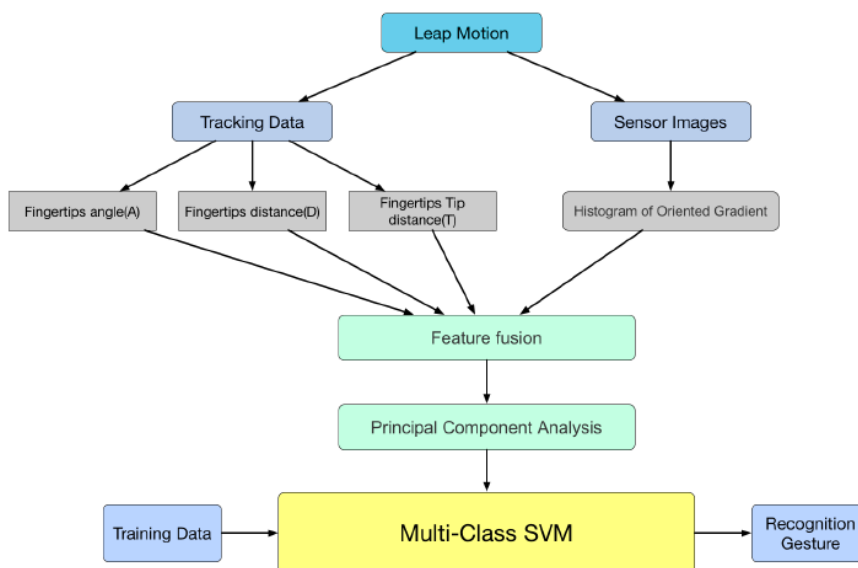 Leap Motion
Tracking Data
Sensor Images
Fingertips angle(A)
Fingertips distance(D)
Fingertips Tip
distance(T)
Histogram of Oriented Gradient
Feature fusion
Principal Component Analysis
Training Data
Multi-Class SVM
Recognition
Gesture